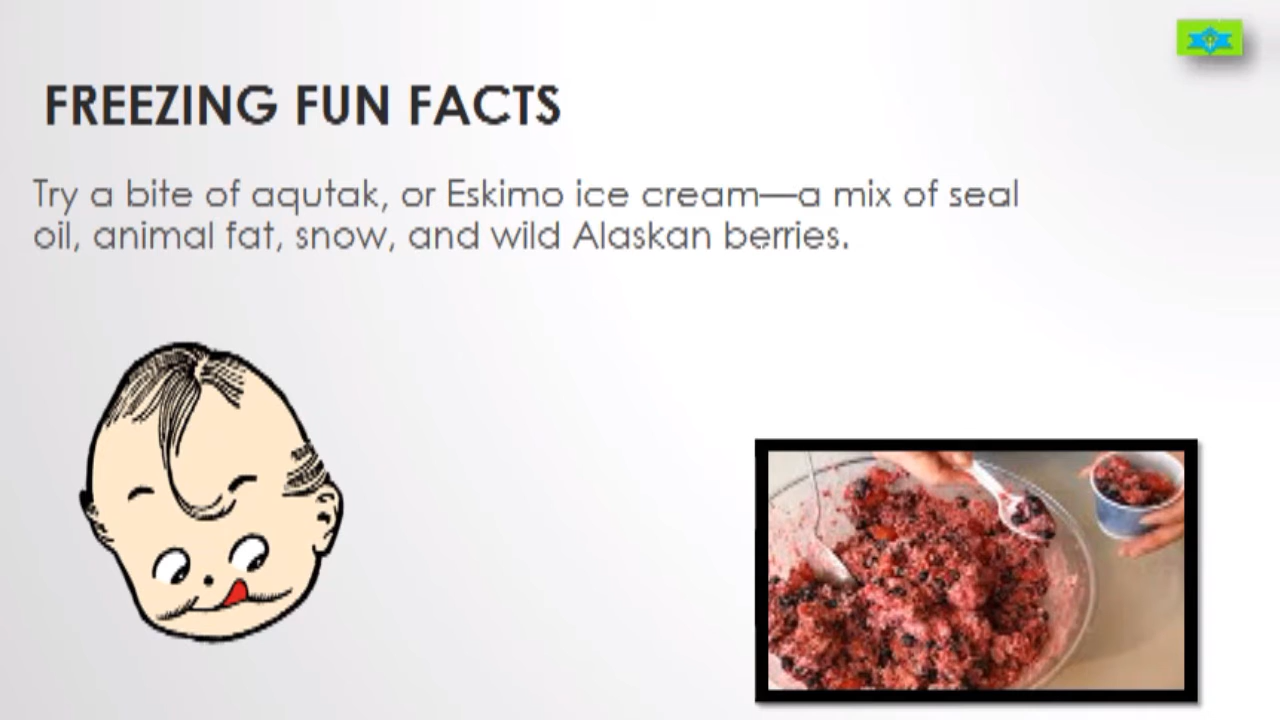 FREEZING FUN FACTS
Try a bite of aqutak, or Eskimo ice cream—a mix of seal
oil, animal fat, snow, and wild Alaskan berries.